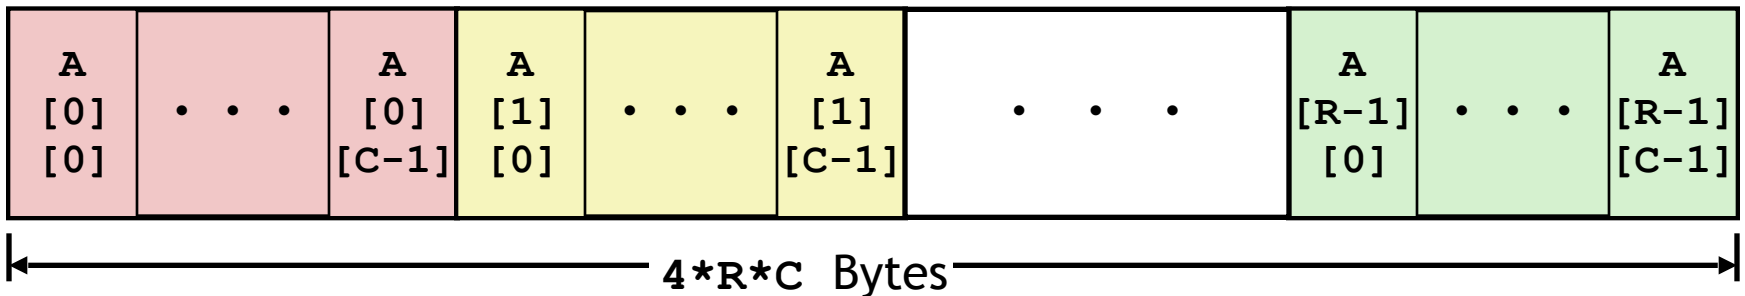 A
[0]
[0]
• • •
A
[0]
[C-1]
A
[1]
[0]
• • •
A
[1]
[C-1]
• • •
A
[R-1]
[0]
• • •
A
[R-1]
[C-1]
4*R*C Bytes